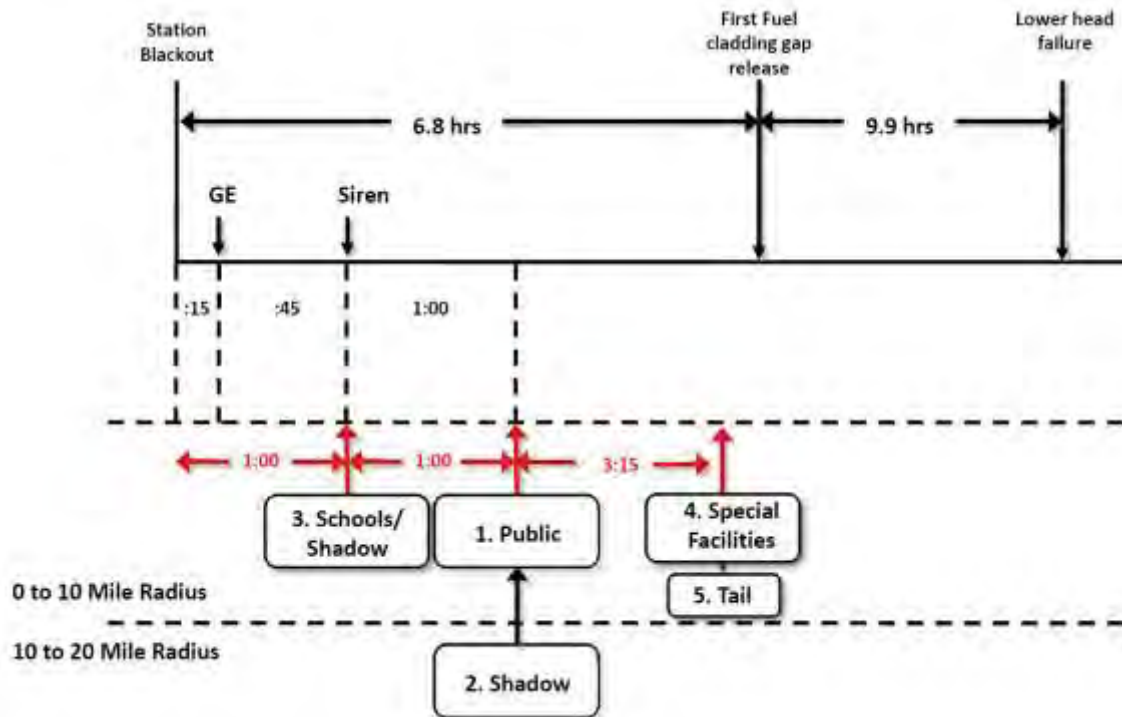 Station
Blackout
First Fuel
cladding gap
release
Lower head
failure
6.8 hrs
9.9 hrs
GE
Siren
:15
:45
1:00
1:00
1:00
3:15
3. Schools/
Shadow
1. Public
4. Special
Facilities
5. Tail
0 to 10 Mile Radius
10 to 20 Mile Radius
2. Shadow